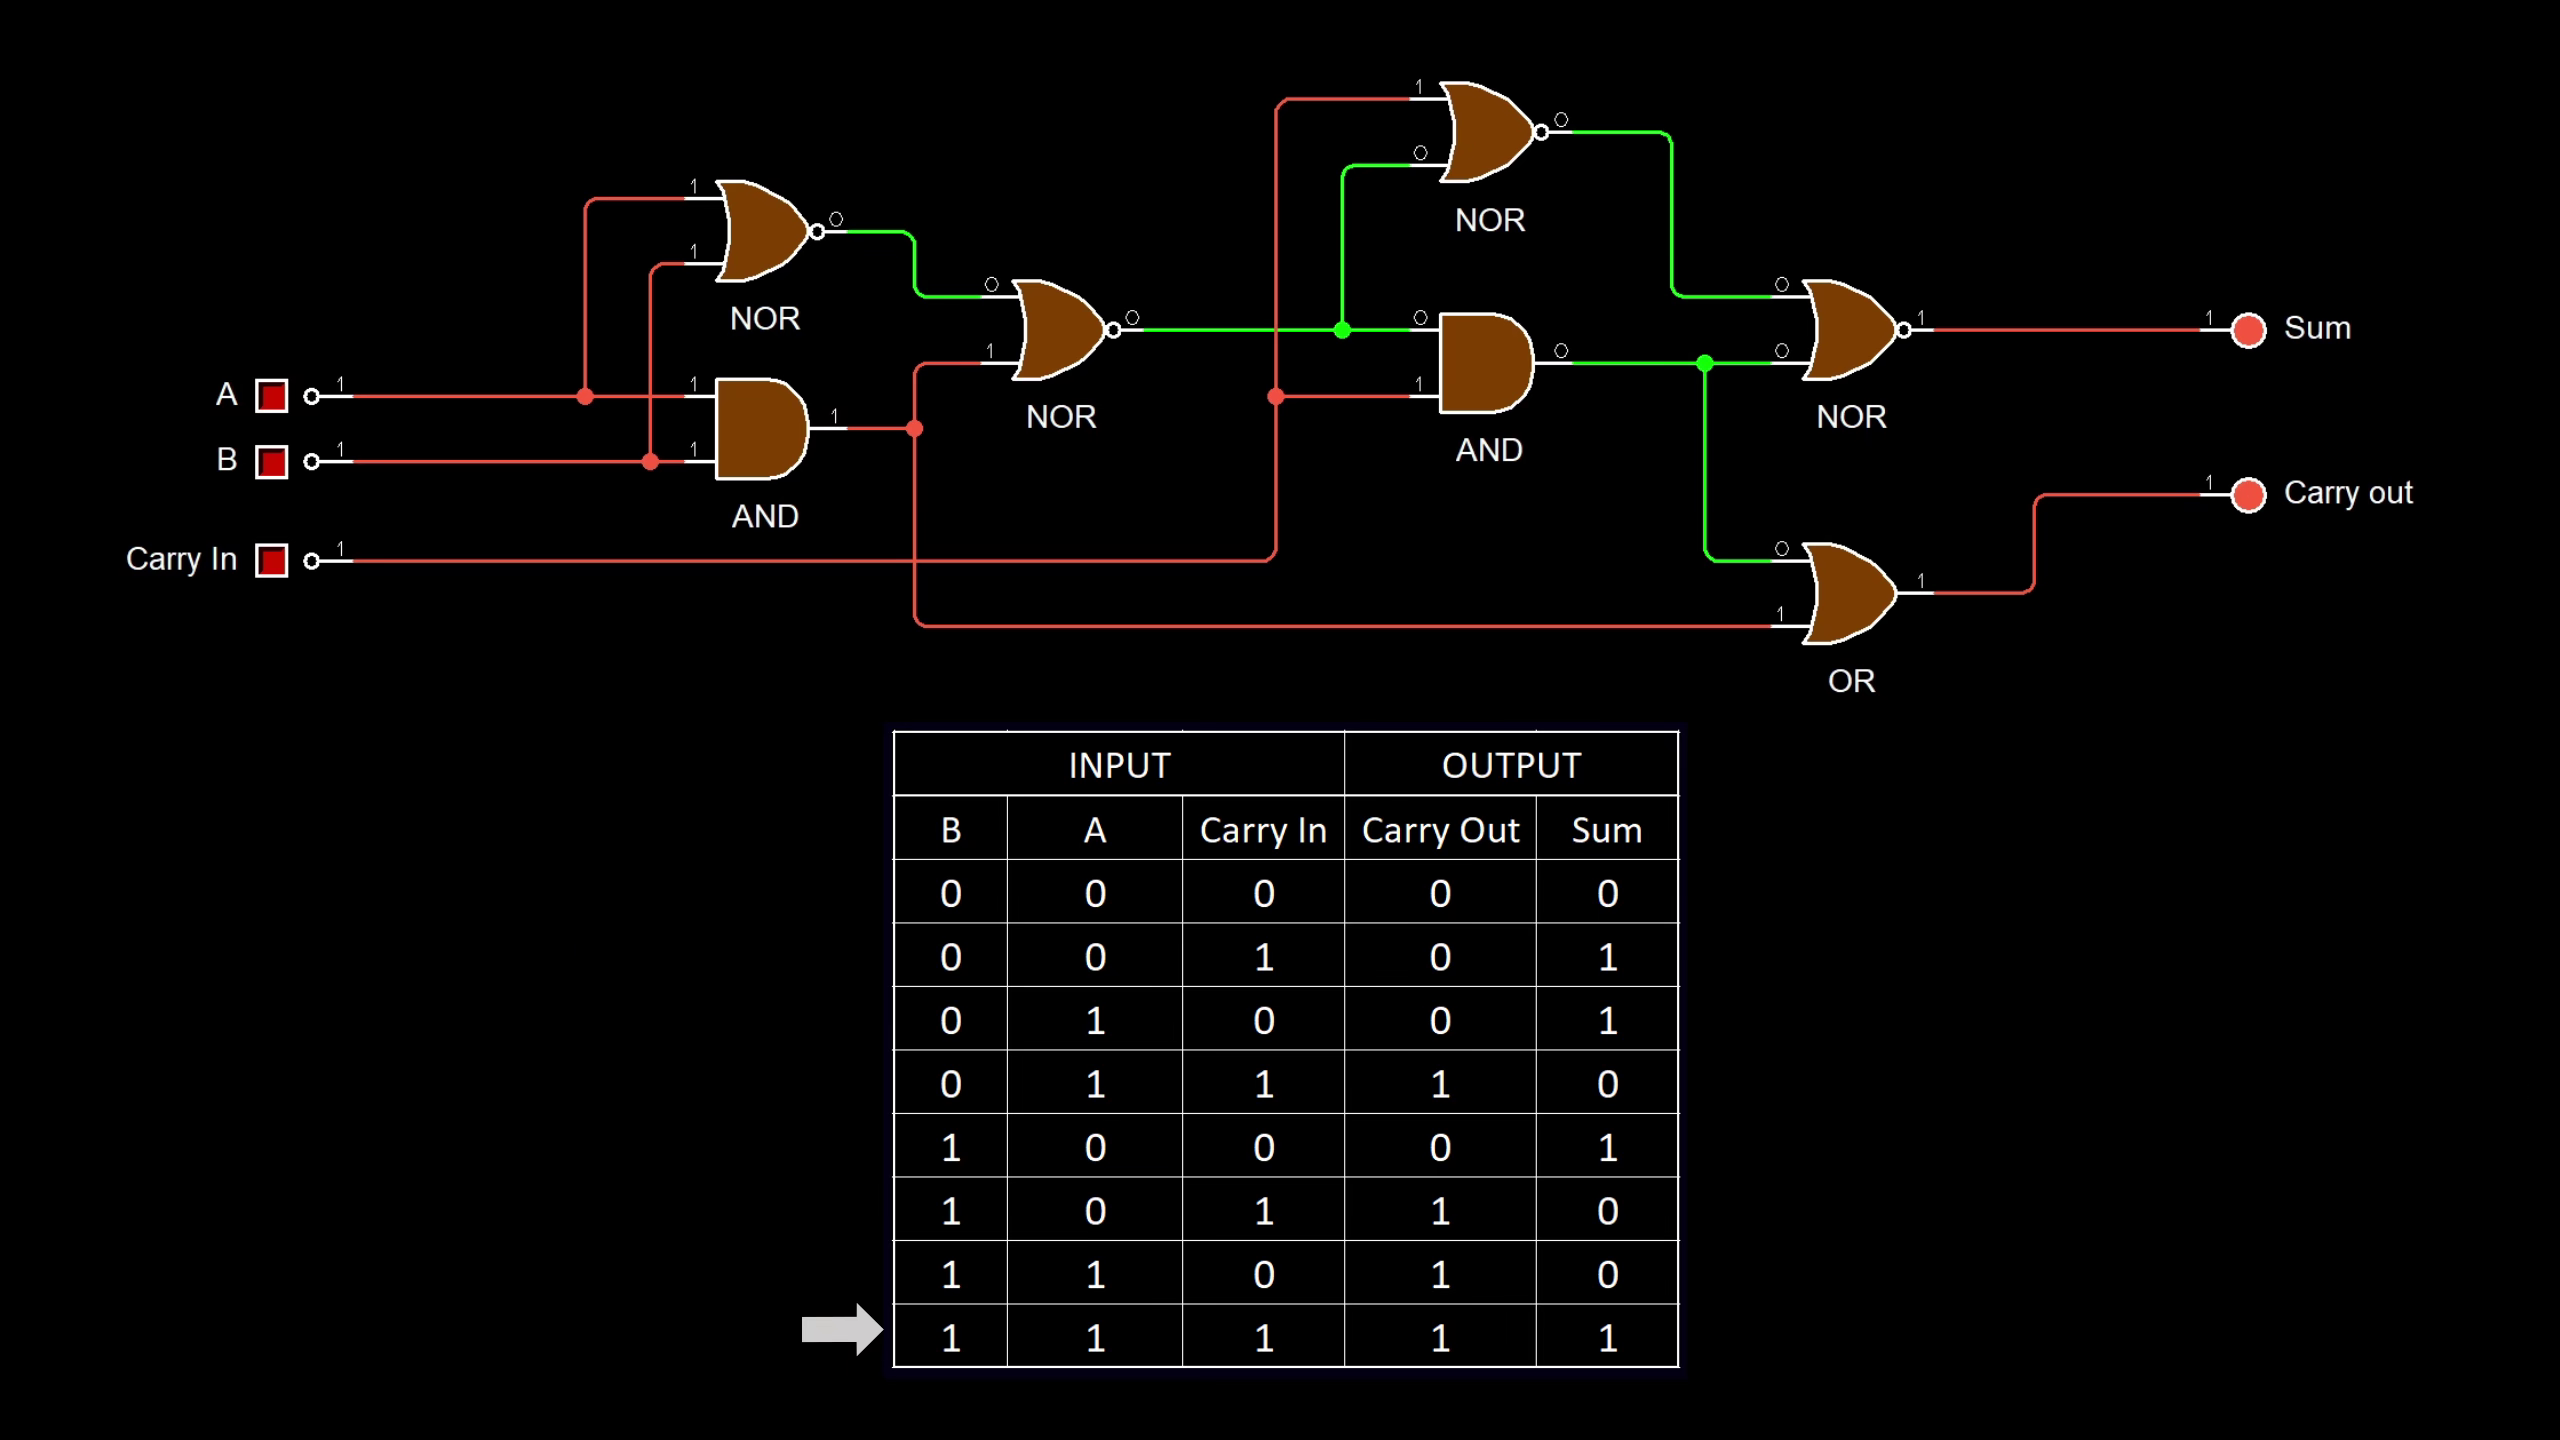 1 NOR 0
0
1 NOR 0
1
0 NOR 0
1
0 AND 0
1
0 NOR 1 1 Sum
0
A 1 1 AND 1
B 1 1
Carry In 1
0 OR 1 1 Carry out
1
INPUT OUTPUT
B A Carry In Carry Out Sum
0 0 0 0 0
0 0 1 0 1
0 1 0 0 1
0 1 1 1 0
1 0 0 0 1
1 0 1 1 0
1 1 0 1 0
1 1 1 1 1